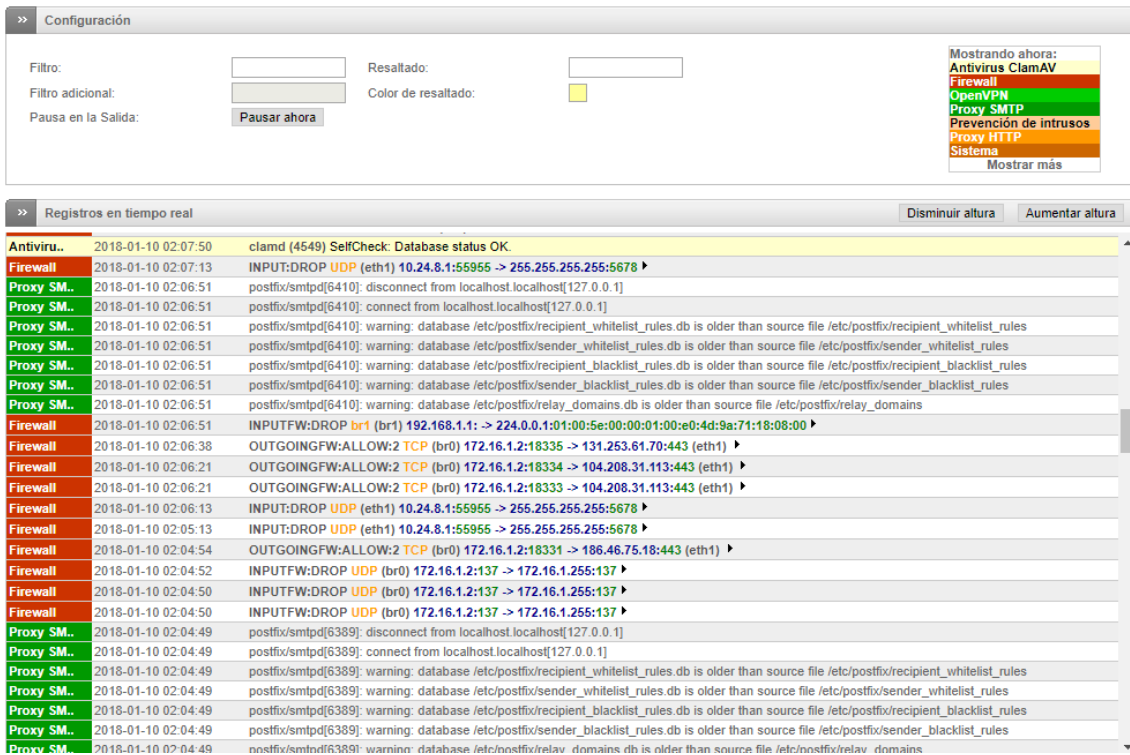 » Configuración
Filtro:
Resaltado:
Filtro adicional:
Color de resaltado:
Pausa en la Salida:
Pausar ahora
Mostrando ahora:
Antivirus ClamAV
Firewall
OpenVPN
Proxy SMTP
Prevención de intrusos
Proxy HTTP
Sistema
Mostrar más
» Registros en tiempo real
Disminuir altura
Aumentar altura
Antiviru.. 2018-01-10 02:07:50 clamd (4549) SelfCheck: Database status OK.
Firewall 2018-01-10 02:07:13 INPUT:DROP UDP (eth1) 10.24.8.1:55955 -> 255.255.255.255:5678
Proxy SM.. 2018-01-10 02:06:51 postfix/smtpd[6410]: disconnect from localhost.localhost[127.0.0.1]
Proxy SM.. 2018-01-10 02:06:51 postfix/smtpd[6410]: connect from localhost.localhost[127.0.0.1]
Proxy SM.. 2018-01-10 02:06:51 postfix/smtpd[6410]: warning: database /etc/postfix/recipient_whitelist_rules.db is older than source file /etc/postfix/recipient_whitelist_rules
Proxy SM.. 2018-01-10 02:06:51 postfix/smtpd[6410]: warning: database /etc/postfix/sender_whitelist_rules.db is older than source file /etc/postfix/sender_whitelist_rules
Proxy SM.. 2018-01-10 02:06:51 postfix/smtpd[6410]: warning: database /etc/postfix/recipient_blacklist_rules.db is older than source file /etc/postfix/recipient_blacklist_rules
Proxy SM.. 2018-01-10 02:06:51 postfix/smtpd[6410]: warning: database /etc/postfix/sender_blacklist_rules.db is older than source file /etc/postfix/sender_blacklist_rules
Proxy SM.. 2018-01-10 02:06:51 postfix/smtpd[6410]: warning: database /etc/postfix/relay_domains.db is older than source file /etc/postfix/relay_domains
Firewall 2018-01-10 02:06:51 INPUTFW:DROP br1 (br1) 192.168.1.1: -> 224.0.0.1:01:00:5e:00:00:01:00:e0:4d:9a:71:18:08:00
Firewall 2018-01-10 02:06:38 OUTGOINGFW:ALLOW:2 TCP (br0) 172.16.1.2:18335 -> 131.253.61.70:443 (eth1)
Firewall 2018-01-10 02:06:21 OUTGOINGFW:ALLOW:2 TCP (br0) 172.16.1.2:18334 -> 104.208.31.113:443 (eth1)
Firewall 2018-01-10 02:06:21 OUTGOINGFW:ALLOW:2 TCP (br0) 172.16.1.2:18333 -> 104.208.31.113:443 (eth1)
Firewall 2018-01-10 02:06:13 INPUT:DROP UDP (eth1) 10.24.8.1:55955 -> 255.255.255.255:5678
Firewall 2018-01-10 02:05:13 INPUT:DROP UDP (eth1) 10.24.8.1:55955 -> 255.255.255.255:5678
Firewall 2018-01-10 02:04:54 OUTGOINGFW:ALLOW:2 TCP (br0) 172.16.1.2:18331 -> 186.46.75.18:443 (eth1)
Firewall 2018-01-10 02:04:52 INPUTFW:DROP UDP (br0) 172.16.1.2:137 -> 172.16.1.255:137
Firewall 2018-01-10 02:04:50 INPUTFW:DROP UDP (br0) 172.16.1.2:137 -> 172.16.1.255:137
Firewall 2018-01-10 02:04:50 INPUTFW:DROP UDP (br0) 172.16.1.2:137 -> 172.16.1.255:137
Proxy SM.. 2018-01-10 02:04:49 postfix/smtpd[6389]: disconnect from localhost.localhost[127.0.0.1]
Proxy SM.. 2018-01-10 02:04:49 postfix/smtpd[6389]: connect from localhost.localhost[127.0.0.1]
Proxy SM.. 2018-01-10 02:04:49 postfix/smtpd[6389]: warning: database /etc/postfix/recipient_whitelist_rules.db is older than source file /etc/postfix/recipient_whitelist_rules
Proxy SM.. 2018-01-10 02:04:49 postfix/smtpd[6389]: warning: database /etc/postfix/sender_whitelist_rules.db is older than source file /etc/postfix/sender_whitelist_rules
Proxy SM.. 2018-01-10 02:04:49 postfix/smtpd[6389]: warning: database /etc/postfix/recipient_blacklist_rules.db is older than source file /etc/postfix/recipient_blacklist_rules
Proxy SM.. 2018-01-10 02:04:49 postfix/smtpd[6389]: warning: database /etc/postfix/sender_blacklist_rules.db is older than source file /etc/postfix/sender_blacklist_rules
Proxy SM.. 2018-01-10 02:04:49 postfix/smtpd[6389]: warning: database /etc/postfix/relay_domains.db is older than source file /etc/postfix/relay_domains